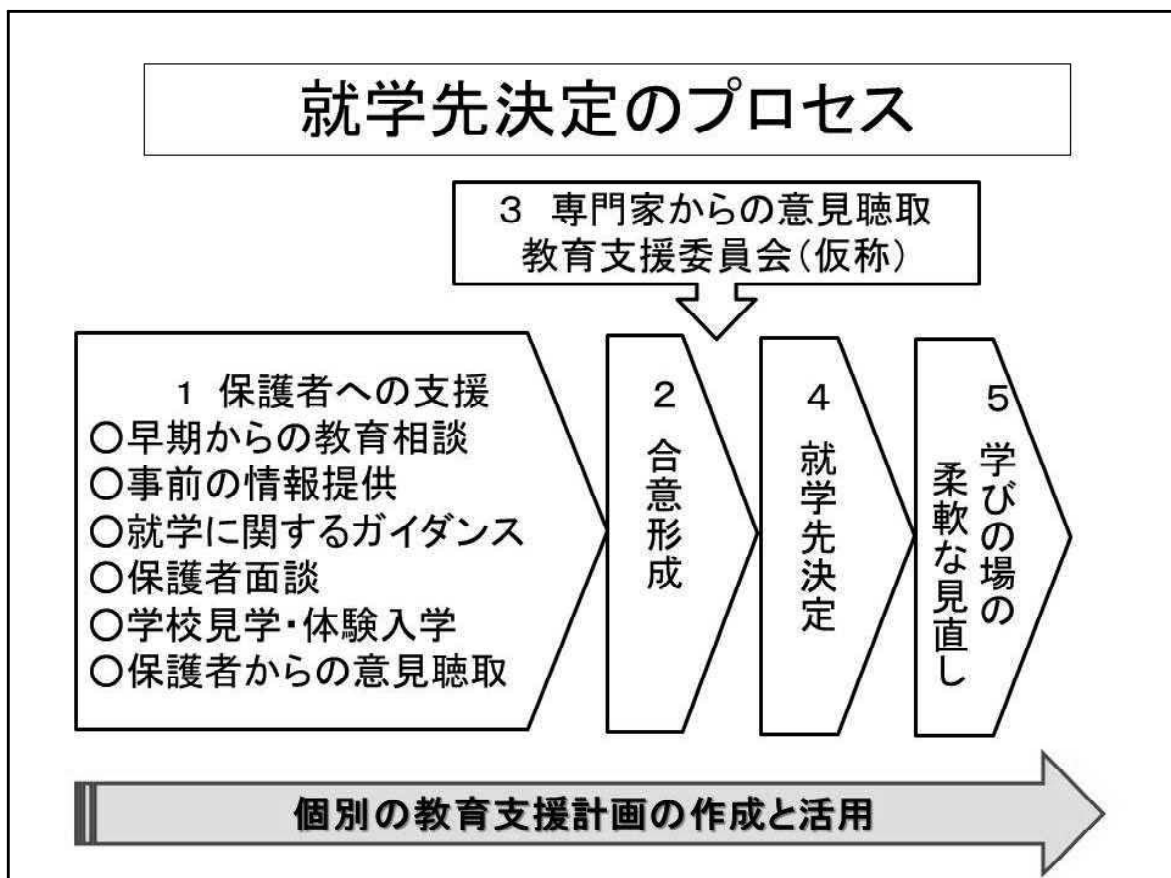 就学先決定のプロセス
3 専門家からの意見聴取
教育支援委員会(仮称)
1 保護者への支援
○早期からの教育相談
○事前の情報提供
○就学に関するガイダンス
○保護者面談
○学校見学・体験入学
○保護者からの意見聴取
2 合意形成
4 就学先決定
5 学びの場の
柔軟な見直し
個別の教育支援計画の作成と活用